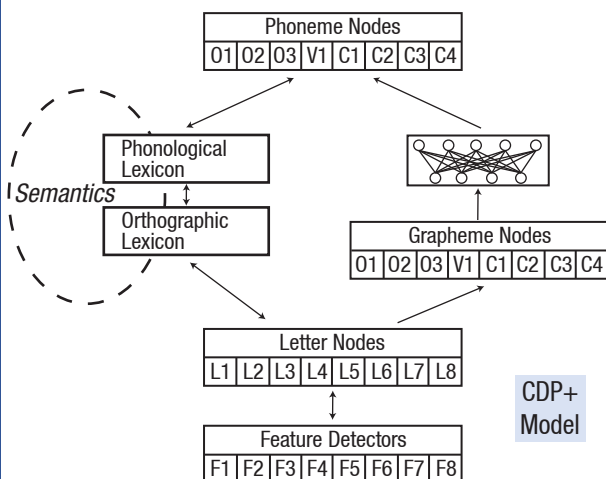 Phoneme Nodes
O1 O2 O3 V1 C1 C2 C3 C4
Phonological
Lexicon
Semantics
Orthographic
Lexicon
Grapheme Nodes
O1 O2 O3 V1 C1 C2 C3 C4
Letter Nodes
L1 L2 L3 L4 L5 L6 L7 L8
CDP+
Model
Feature Detectors
F1 F2 F3 F4 F5 F6 F7 F8